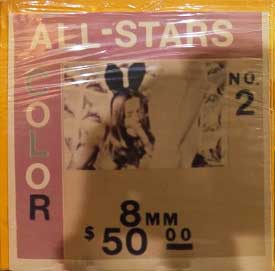 ALL-STARS
COLOR
NO.
2
8MM
$50 00